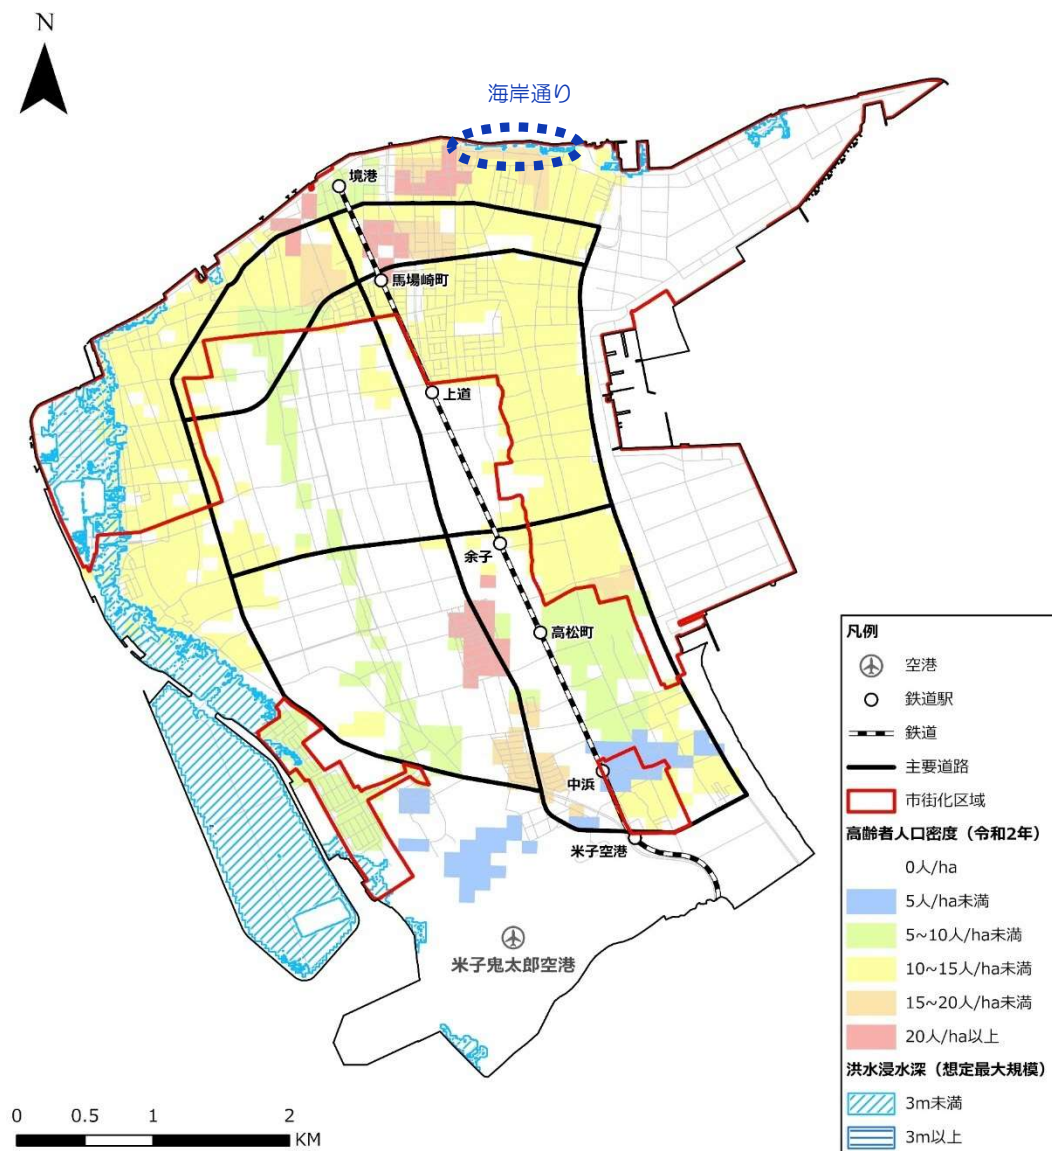 N
海岸通り
境港
馬場崎町
上道
余子
高松町
中浜
米子空港
米子鬼太郎空港
凡例
空港
鉄道駅
鉄道
主要道路
市街化区域
高齢者人口密度（令和2年）
0人/ha
5人/ha未満
5~10人/ha未満
10~15人/ha未満
15~20人/ha未満
20人/ha以上
洪水浸水深（想定最大規模）
3m未満
3m以上
0 0.5 1 2
KM